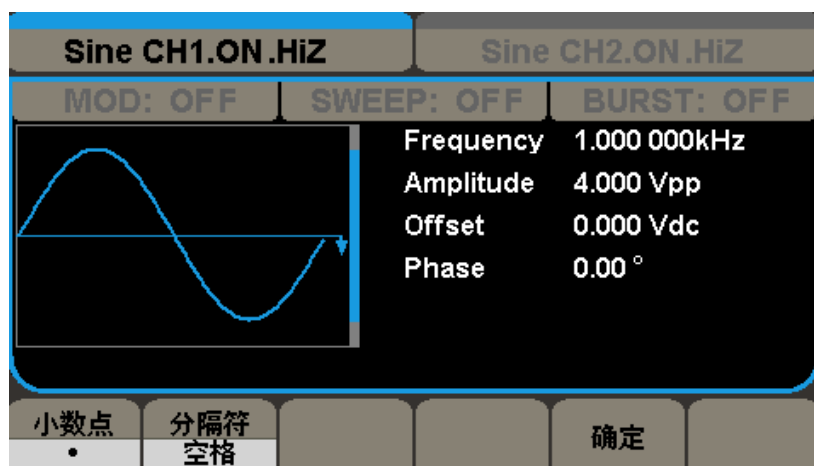 Sine CH1.ON.HiZ Sine CH2.ON.HiZ
MOD: OFF SWEEP: OFF BURST: OFF
Frequency 1.000 000kHz
Amplitude 4.000 Vpp
Offset 0.000 Vdc
Phase 0.00 °
小数点 分隔符 确定
• 空格